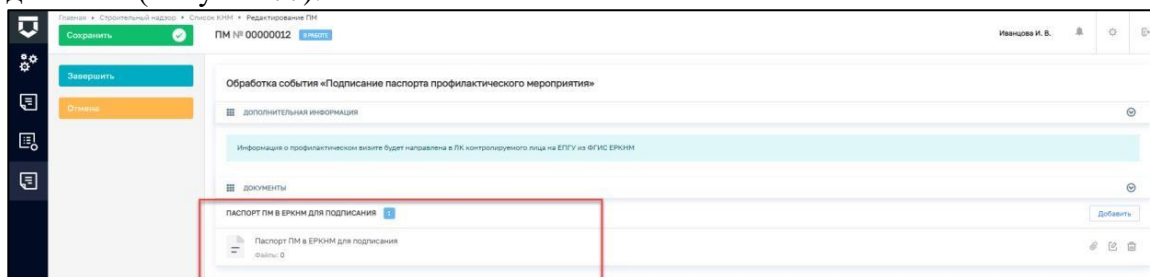 Главная • Строительный надзор • Список КНМ • Редактирование ПМ
Сохранить
ПМ № 00000012 В РАБОТЕ
Иванцова И. В.
Завершить
Отмена
Обработка события «Подписание паспорта профилактического мероприятия»
ДОПОЛНИТЕЛЬНАЯ ИНФОРМАЦИЯ
Информация о профилактическом визите будет направлена в ЛК контролируемого лица на ЕПГУ из ФГИС ЕРКНМ
ДОКУМЕНТЫ
ПАСПОРТ ПМ В ЕРКНМ ДЛЯ ПОДПИСАНИЯ 1
Добавить
Паспорт ПМ в ЕРКНМ для подписания
Файлы: 0